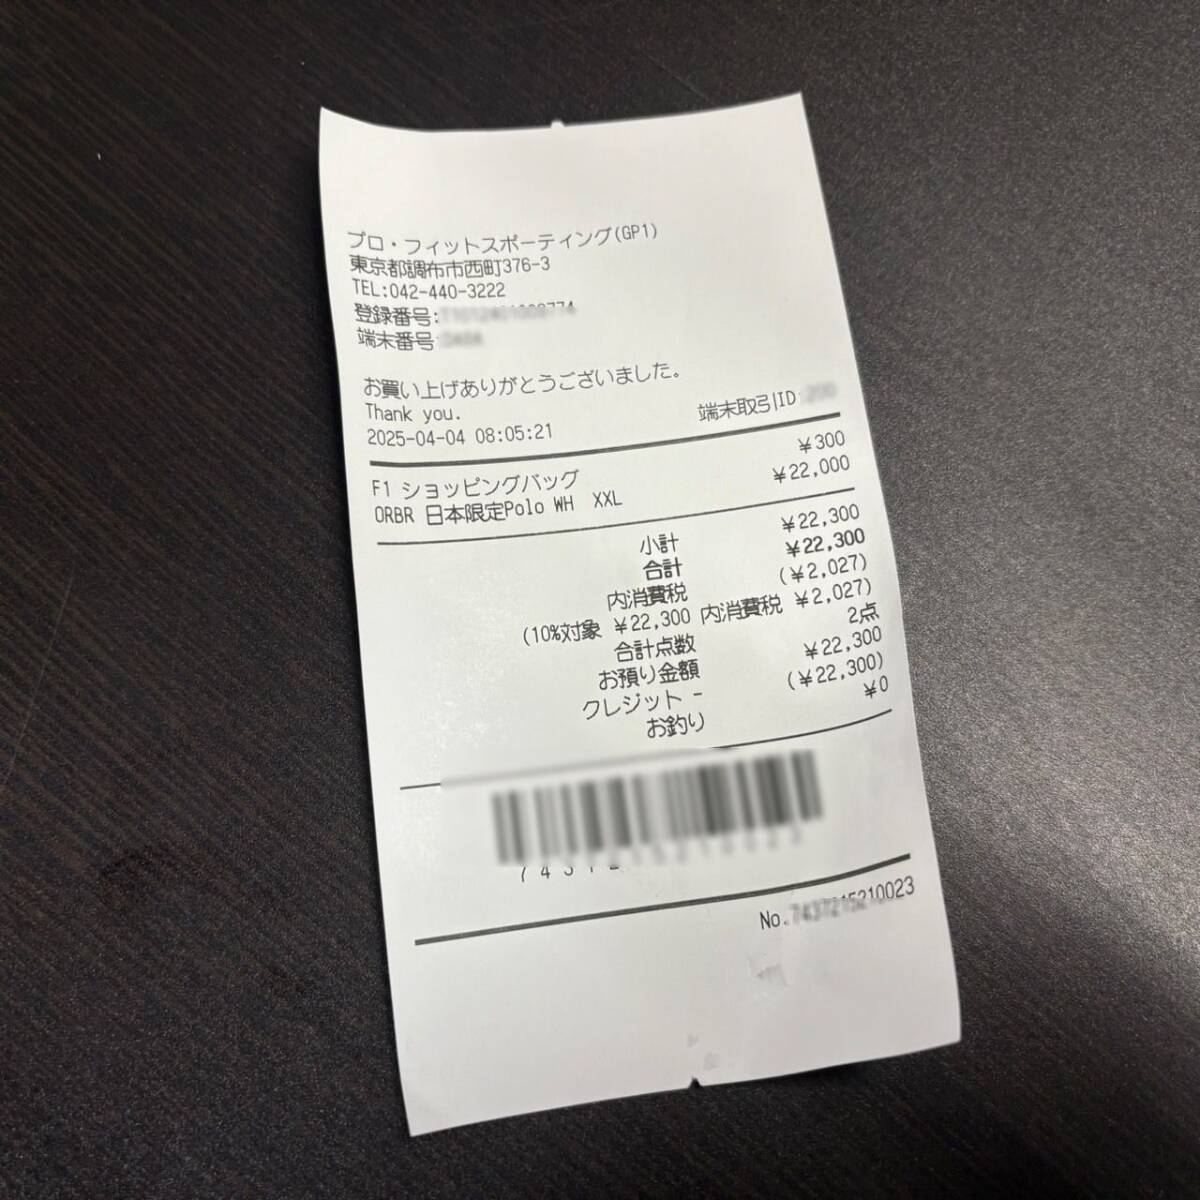 プロ・フィットスポーティング(GP1)
東京都調布市西町376-3
TEL:042-440-3222
登録番号:
端末番号
お買い上げありがとうございました。
Thank you.
2025-04-04 08:05:21 端末取引ID
F1 ショッピングバッグ ¥300
ORBR 日本限定Polo WH XXL ¥22,000
小計 ¥22,300
合計 ¥22,300
内消費税 (¥2,027)
(10%対象 ¥22,300 内消費税 ¥2,027)
合計点数 2点
お預り金額 ¥22,300
クレジット - (¥22,300)
お釣り ¥0
No.